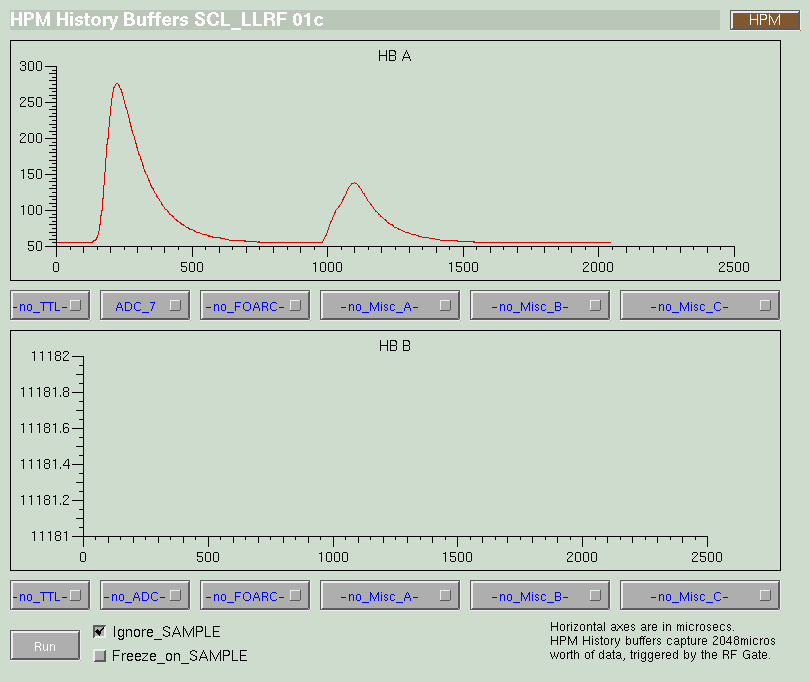 HPM History Buffers SCL_LLRF 01c
HPM
HB A
300
250
200
150
100
50
0 500 1000 1500 2000 2500
-no_TTL- ADC_7 -no_FOARC- -no_Misc_A- -no_Misc_B- -no_Misc_C-
HB B
11182
11181.8
11181.6
11181.4
11181.2
11181
0 500 1000 1500 2000 2500
-no_TTL- -no_ADC- -no_FOARC- -no_Misc_A- -no_Misc_B- -no_Misc_C-
Run
Ignore_SAMPLE
Freeze_on_SAMPLE
Horizontal axes are in microsecs.
HPM History buffers capture 2048micros
worth of data, triggered by the RF Gate.